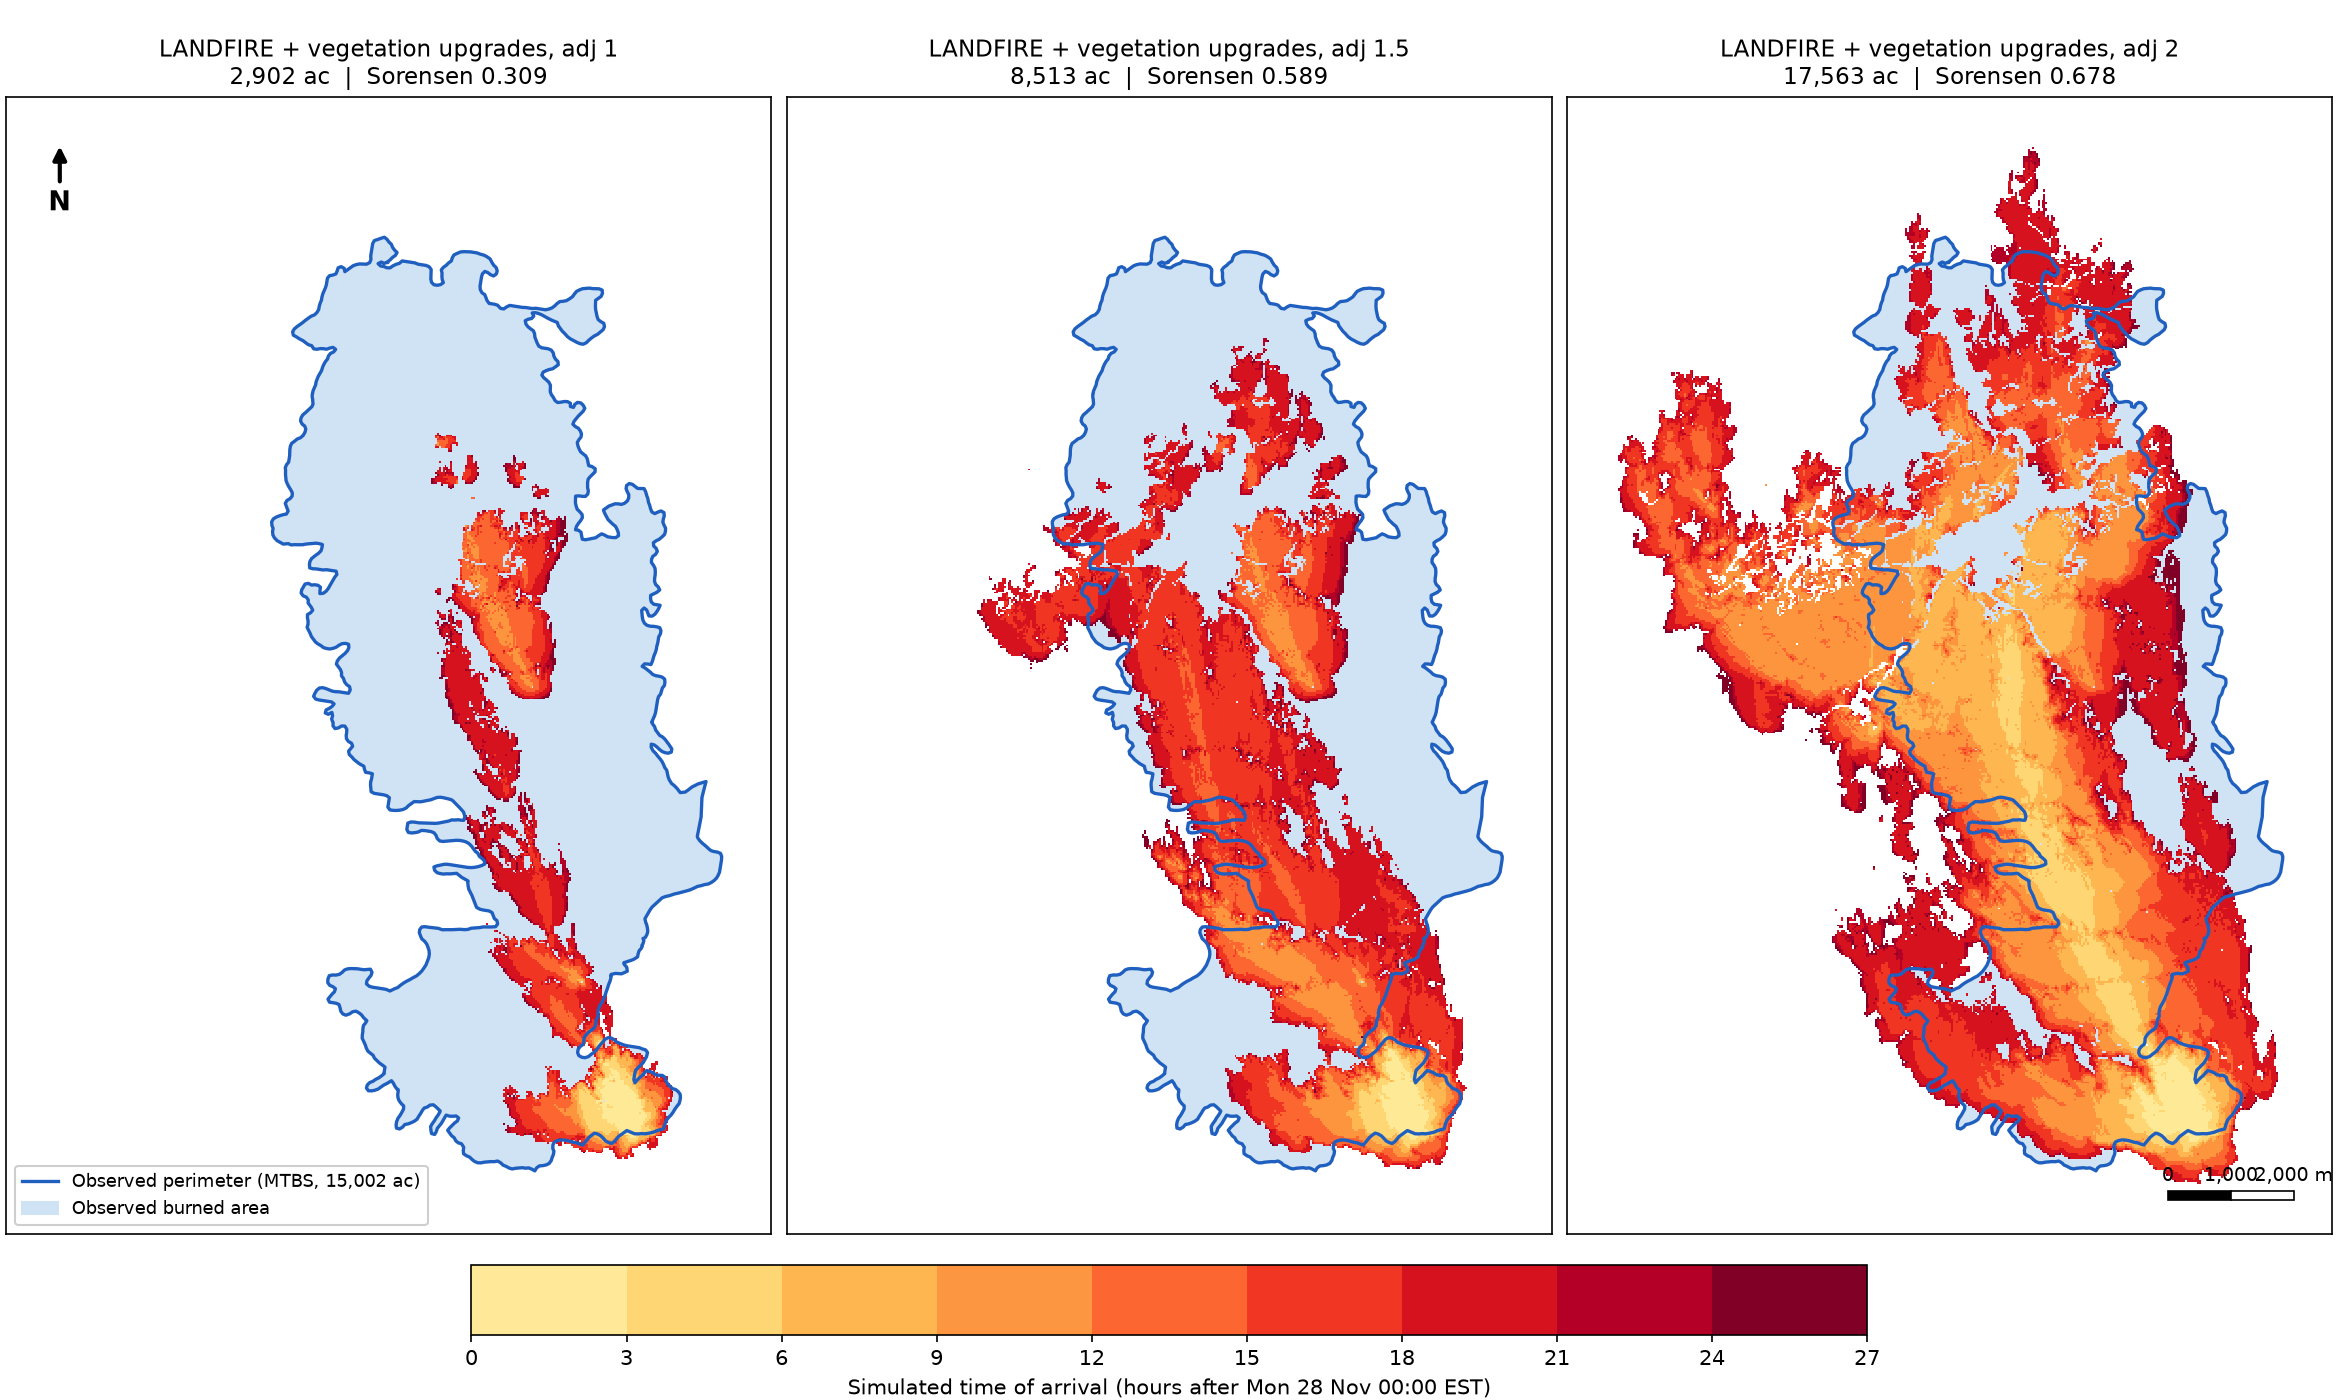 LANDFIRE + vegetation upgrades, adj 1
2,902 ac | Sorensen 0.309
LANDFIRE + vegetation upgrades, adj 1.5
8,513 ac | Sorensen 0.589
LANDFIRE + vegetation upgrades, adj 2
17,563 ac | Sorensen 0.678
N
Observed perimeter (MTBS, 15,002 ac)
Observed burned area
0 1,000 2,000 m
0 3 6 9 12 15 18 21 24 27
Simulated time of arrival (hours after Mon 28 Nov 00:00 EST)